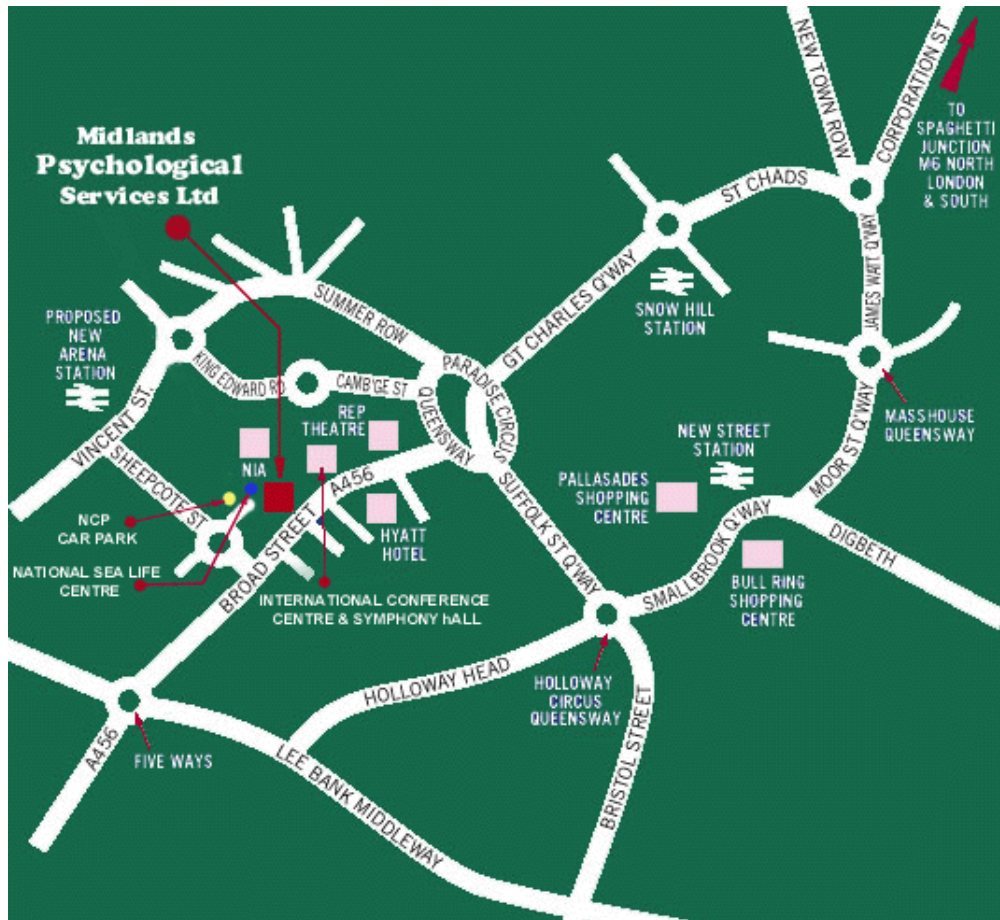 NEW TOWN ROW
CORPORATION ST
TO
SPAGHETTI
JUNCTION
M6 NORTH
LONDON
& SOUTH
Midlands
Psychological
Services Ltd
ST CHADS
JAMES WATT Q'WAY
GT CHARLES Q'WAY
SNOW HILL
STATION
PROPOSED
NEW
ARENA
STATION
SUMMER ROW
KING EDWARD RD
CAMB'GE ST
PARADISE CIRCUS
QUEENSWAY
VINCENT ST.
SHEEPCOTE ST
REP
THEATRE
NIA
A456
MASSHOUSE
QUEENSWAY
MOOR ST Q'WAY
NEW STREET
STATION
PALLASADES
SHOPPING
CENTRE
SUFFOLK ST Q'WAY
NCP
CAR PARK
HYATT
HOTEL
DIGBETH
NATIONAL SEA LIFE
CENTRE
BROAD STREET
INTERNATIONAL CONFERENCE
CENTRE & SYMPHONY hALL
SMALLBROOK Q'WAY
BULL RING
SHOPPING
CENTRE
HOLLOWAY HEAD
HOLLOWAY
CIRCUS
QUEENSWAY
BRISTOL STREET
A456
FIVE WAYS
LEE BANK MIDDLEWAY